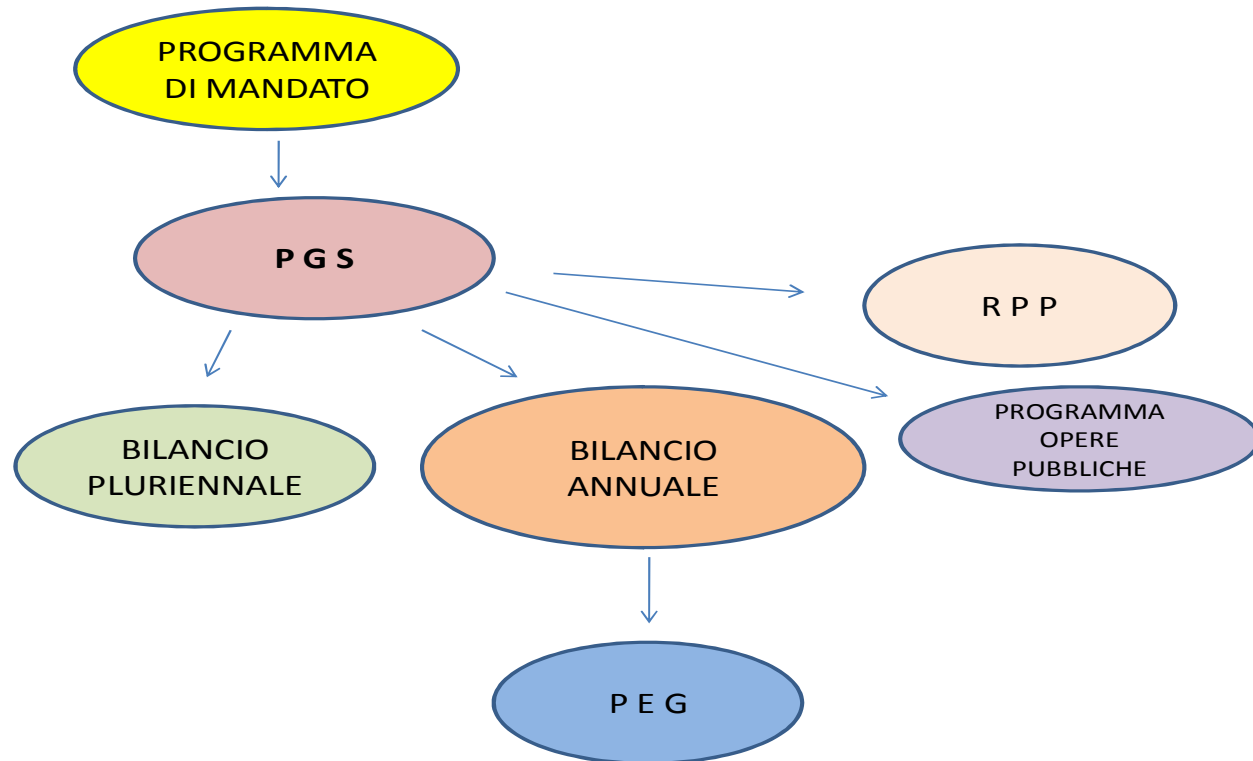 PROGRAMMA
DI MANDATO
P G S
R P P
BILANCIO
PLURIENNALE
BILANCIO
ANNUALE
PROGRAMMA
OPERE
PUBBLICHE
P E G